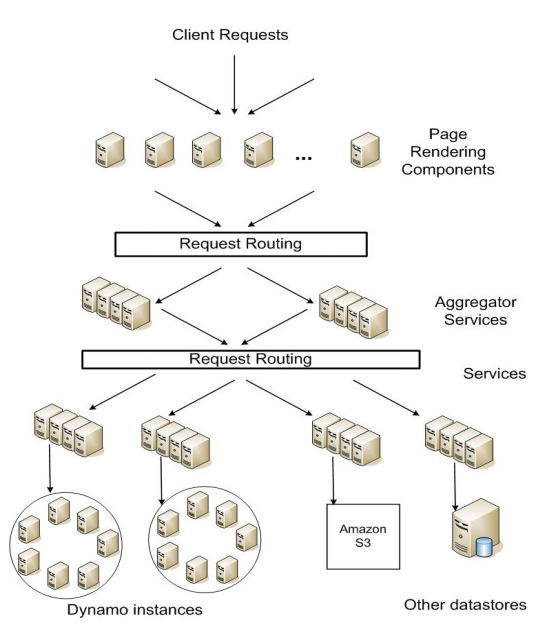 Client Requests
...
Page
Rendering
Components
Request Routing
Aggregator
Services
Request Routing
Services
Amazon
S3
Dynamo instances
Other datastores